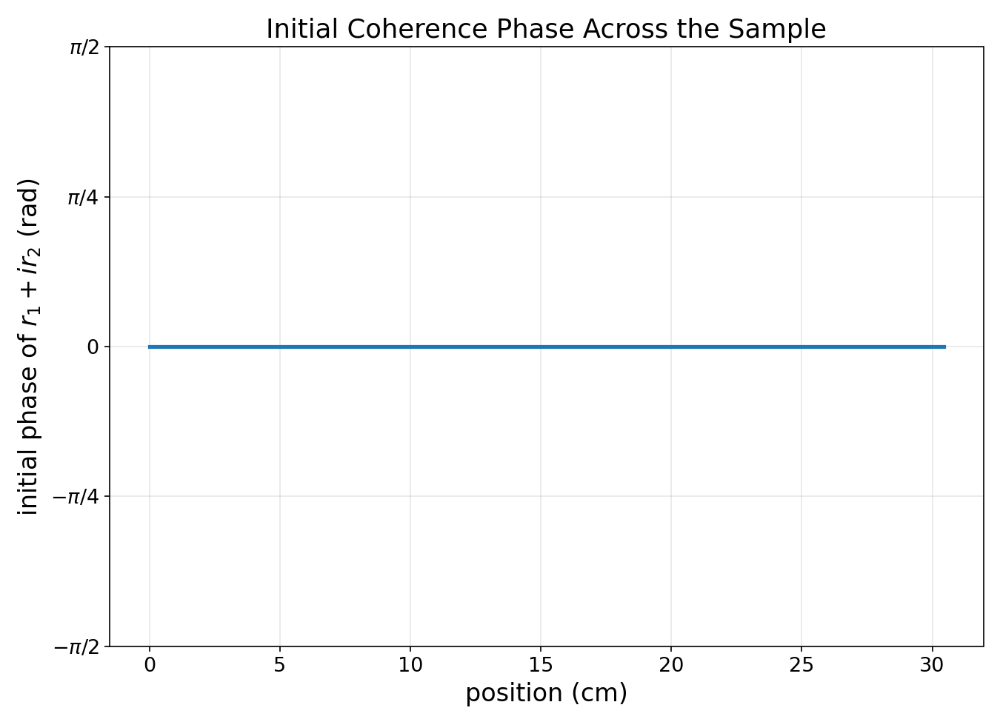 Initial Coherence Phase Across the Sample
π/2
π/4
0
−π/4
−π/2
initial phase of r₁ + ir₂ (rad)
0 5 10 15 20 25 30
position (cm)